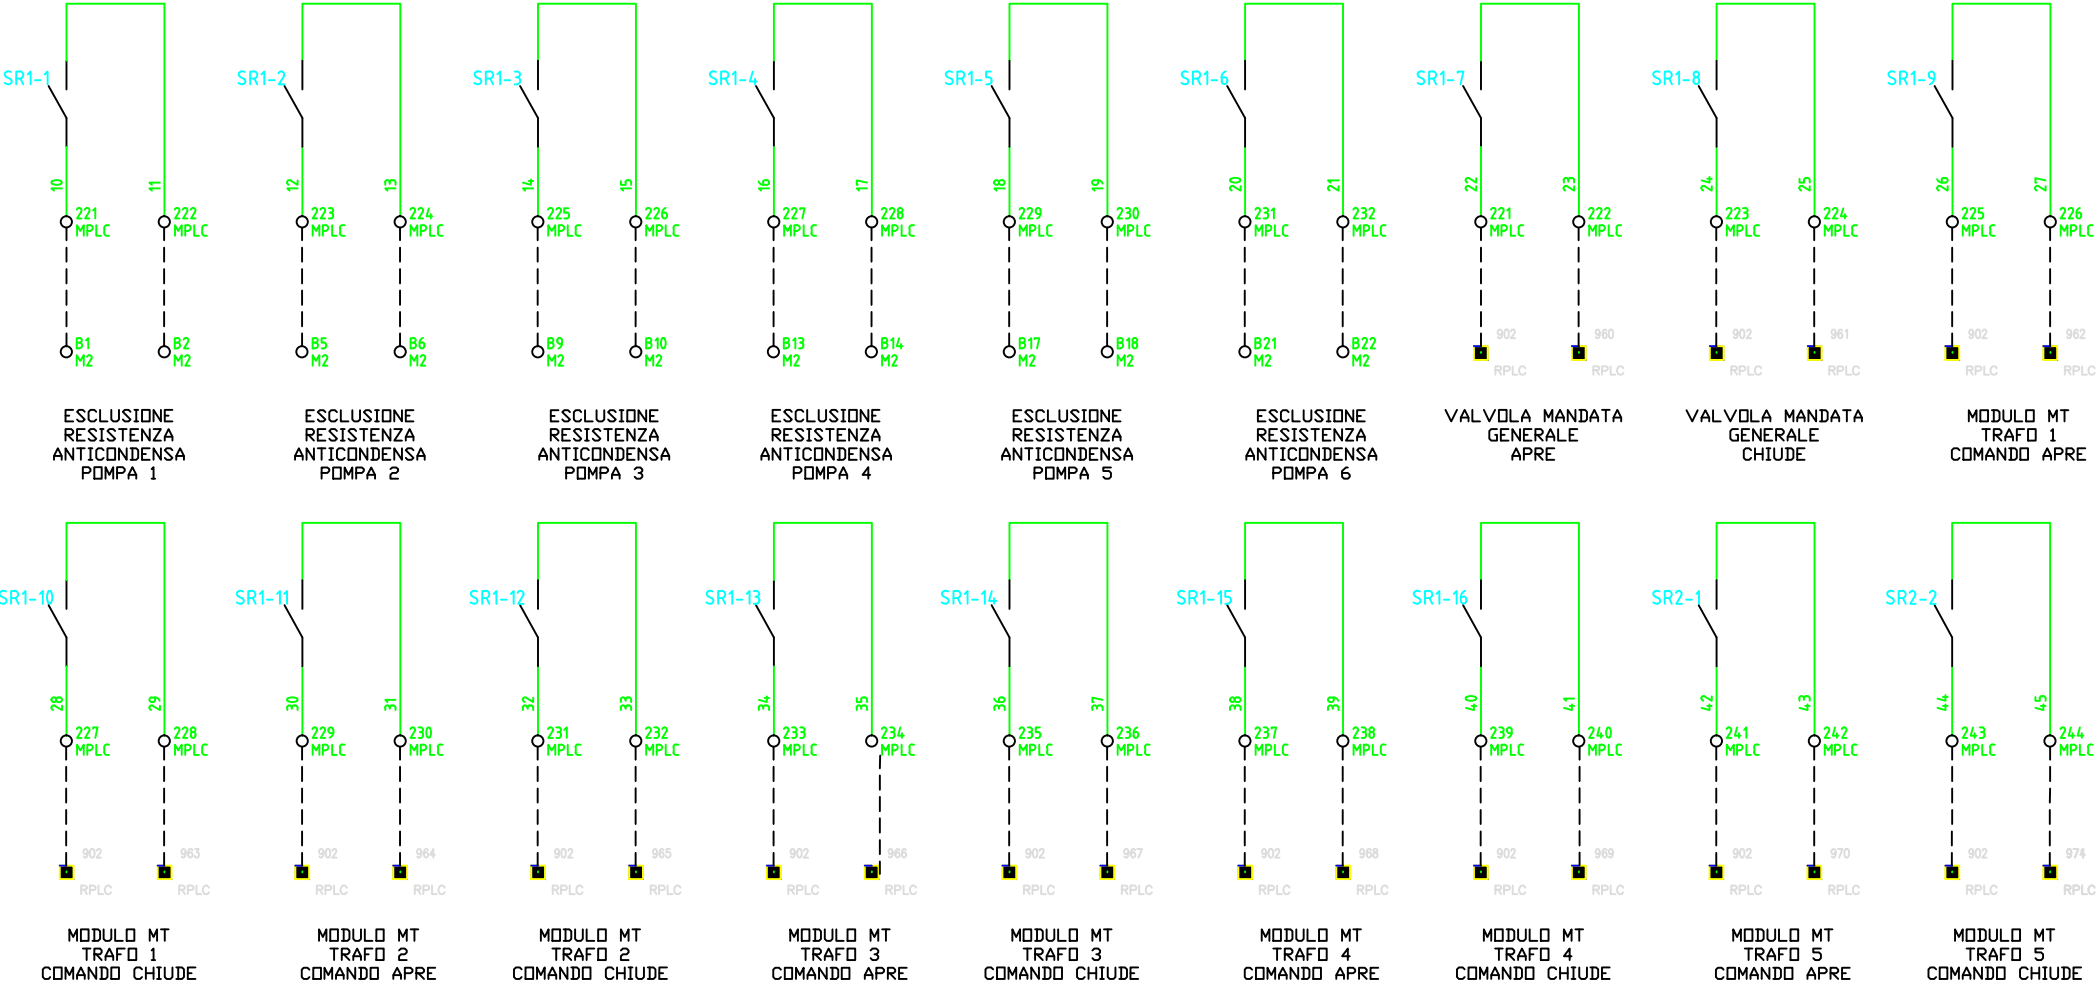 SR1-1 SR1-2 SR1-3 SR1-4 SR1-5 SR1-6 SR1-7 SR1-8 SR1-9
10 11 12 13 14 15 16 17 18 19 20 21 22 23 24 25 26 27
221 222 223 224 225 226 227 228 229 230 231 232 221 222 223 224 225 226
MPLC MPLC MPLC MPLC MPLC MPLC MPLC MPLC MPLC MPLC MPLC MPLC MPLC MPLC MPLC MPLC MPLC MPLC
902 960 902 961 902 962
B1 B2 B5 B6 B9 B10 B13 B14 B17 B18 B21 B22
M2 M2 M2 M2 M2 M2 M2 M2 M2 M2 M2 M2
RPLC RPLC RPLC RPLC RPLC RPLC
ESCLUSIONE
RESISTENZA
ANTICONDENSA
POMPA 1
ESCLUSIONE
RESISTENZA
ANTICONDENSA
POMPA 2
ESCLUSIONE
RESISTENZA
ANTICONDENSA
POMPA 3
ESCLUSIONE
RESISTENZA
ANTICONDENSA
POMPA 4
ESCLUSIONE
RESISTENZA
ANTICONDENSA
POMPA 5
ESCLUSIONE
RESISTENZA
ANTICONDENSA
POMPA 6
VALVOLA MANDATA
GENERALE
APRE
VALVOLA MANDATA
GENERALE
CHIUDE
MODULO MT
TRAFO 1
COMANDO APRE
SR1-10 SR1-11 SR1-12 SR1-13 SR1-14 SR1-15 SR1-16 SR2-1 SR2-2
28 29 30 31 32 33 34 35 36 37 38 39 40 41 42 43 44 45
227 228 229 230 231 232 233 234 235 236 237 238 239 240 241 242 243 244
MPLC MPLC MPLC MPLC MPLC MPLC MPLC MPLC MPLC MPLC MPLC MPLC MPLC MPLC MPLC MPLC MPLC MPLC
902 963 902 964 902 965 902 966 902 967 902 968 902 969 902 970 902 974
RPLC RPLC RPLC RPLC RPLC RPLC RPLC RPLC RPLC RPLC RPLC RPLC RPLC RPLC RPLC RPLC RPLC RPLC
MODULO MT
TRAFO 1
COMANDO CHIUDE
MODULO MT
TRAFO 2
COMANDO APRE
MODULO MT
TRAFO 2
COMANDO CHIUDE
MODULO MT
TRAFO 3
COMANDO APRE
MODULO MT
TRAFO 3
COMANDO CHIUDE
MODULO MT
TRAFO 4
COMANDO APRE
MODULO MT
TRAFO 4
COMANDO CHIUDE
MODULO MT
TRAFO 5
COMANDO APRE
MODULO MT
TRAFO 5
COMANDO CHIUDE